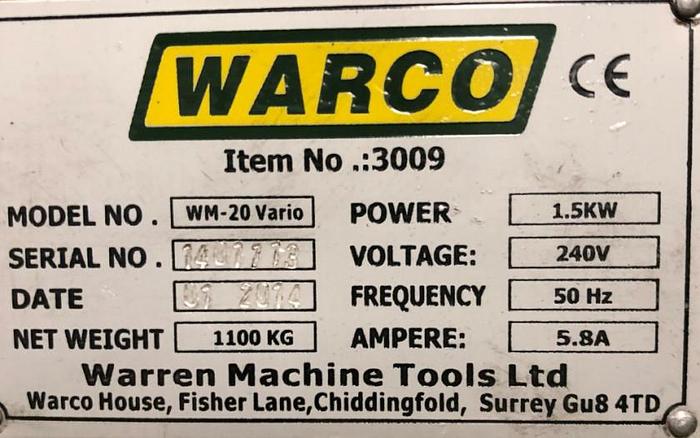 WARCO CE
Item No .:3009
MODEL NO . WM-20 Vario POWER 1.5KW
SERIAL NO . VOLTAGE: 240V
DATE 01 2014 FREQUENCY 50 Hz
NET WEIGHT 1100 KG AMPERE: 5.8A
Warren Machine Tools Ltd
Warco House, Fisher Lane,Chiddingfold, Surrey Gu8 4TD